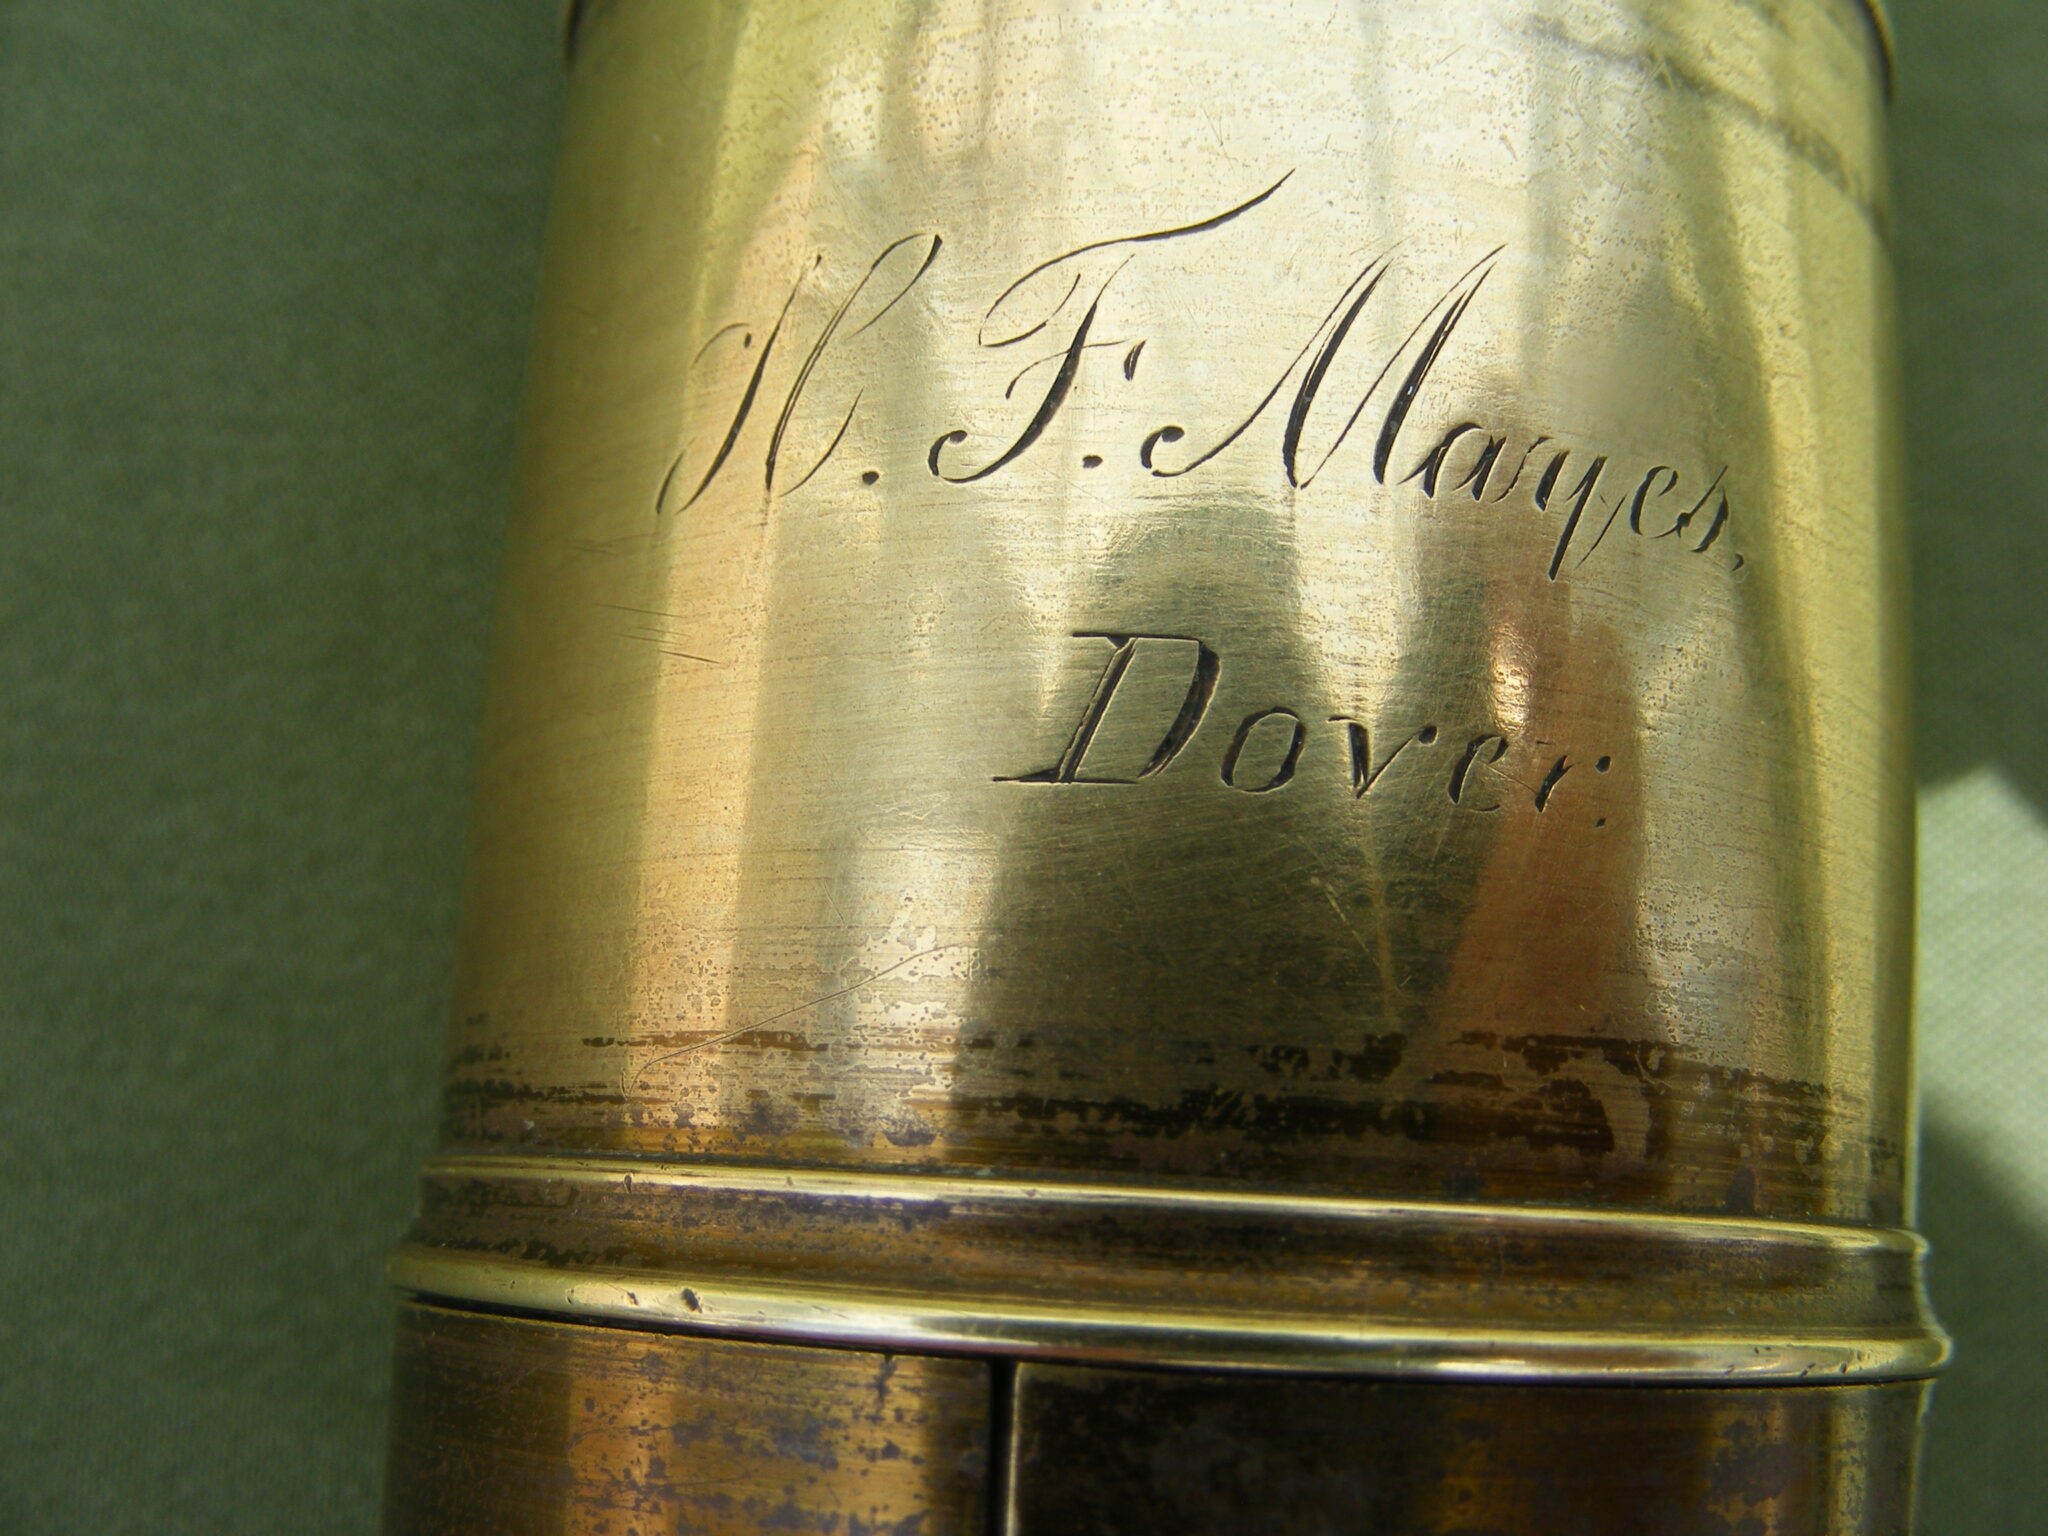 H. F. Mayes,
Dover.